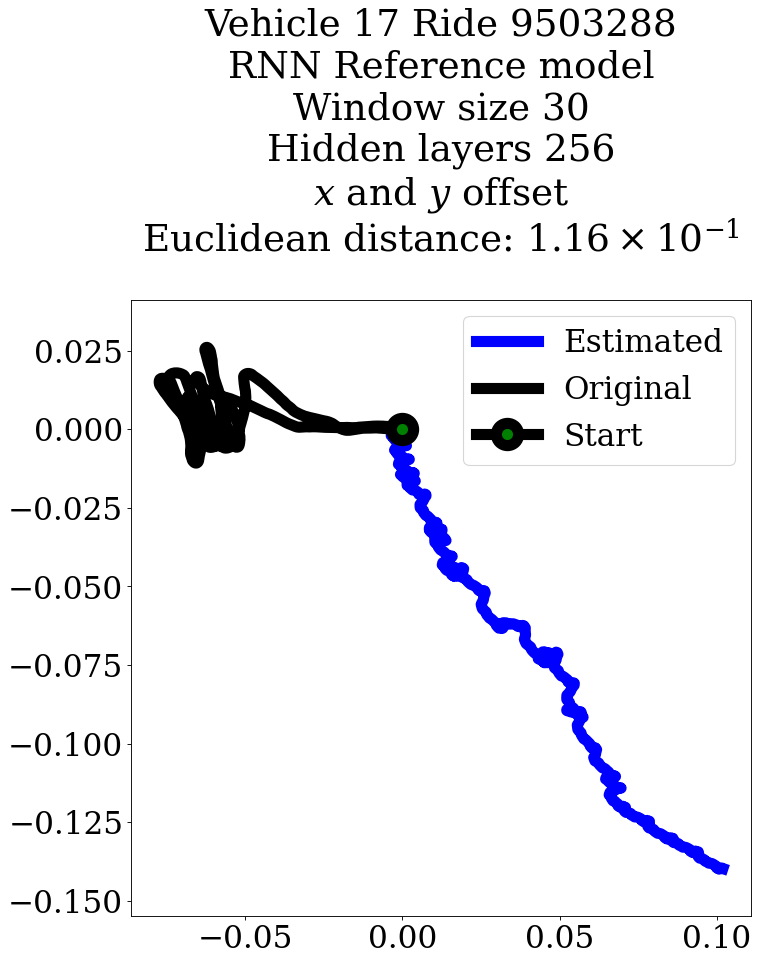 Vehicle 17 Ride 9503288
RNN Reference model
Window size 30
Hidden layers 256
x and y offset
Euclidean distance: 1.16 × 10⁻¹
Estimated
Original
Start
0.025
0.000
−0.025
−0.050
−0.075
−0.100
−0.125
−0.150
−0.05 0.00 0.05 0.10